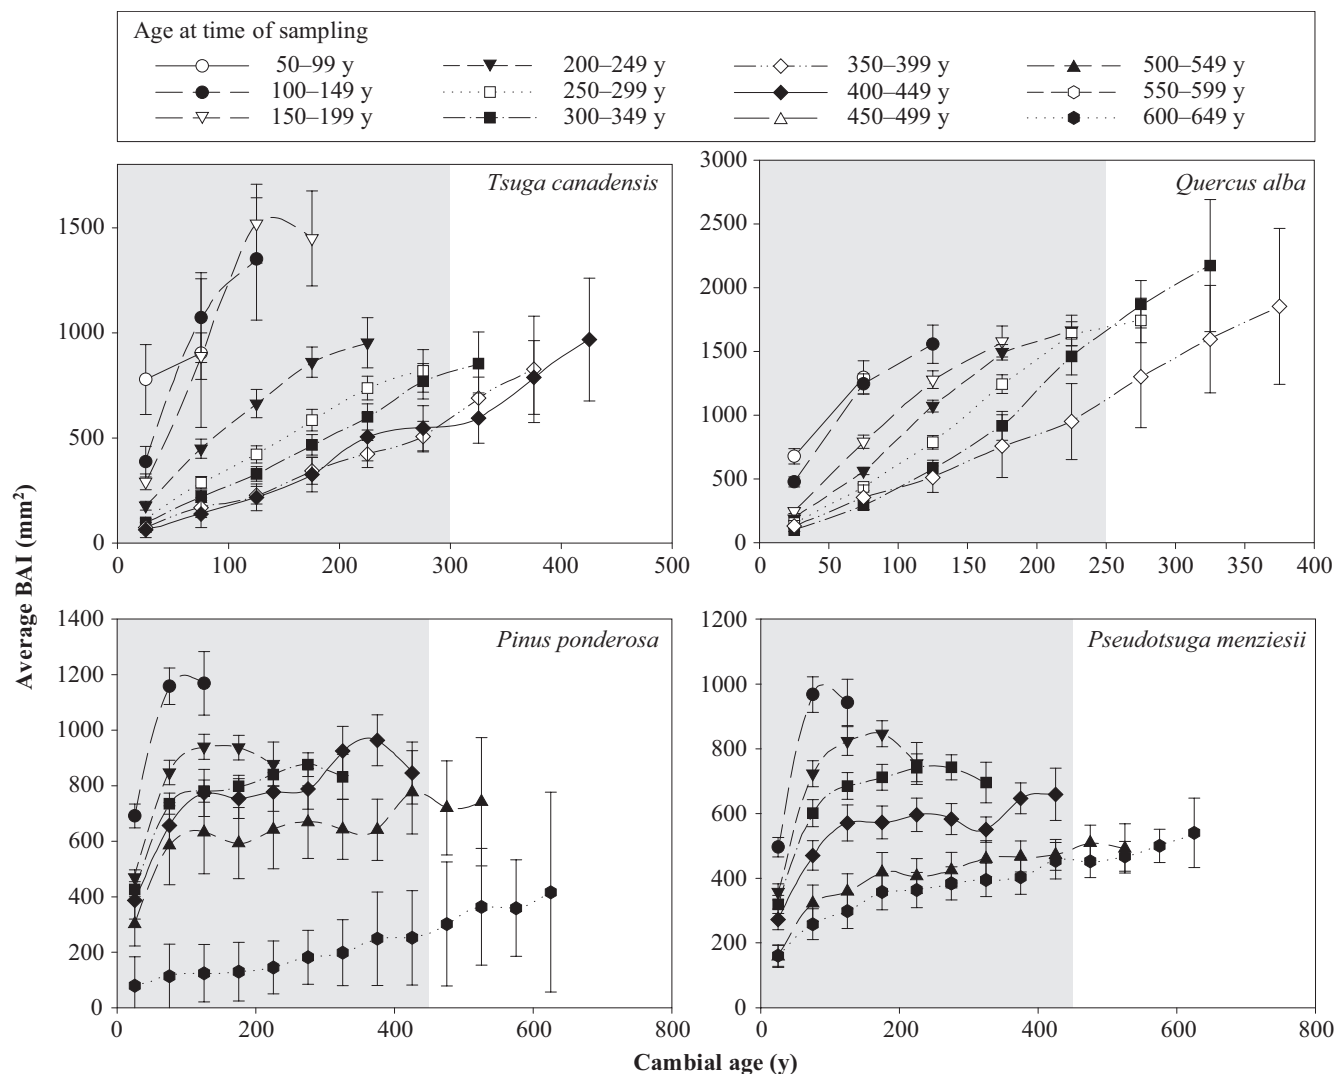 Age at time of sampling
50–99 y 200–249 y 350–399 y 500–549 y
100–149 y 250–299 y 400–449 y 550–599 y
150–199 y 300–349 y 450–499 y 600–649 y
Tsuga canadensis
1500
1000
500
0
0 100 200 300 400 500
Quercus alba
3000
2500
2000
1500
1000
500
0
0 50 100 150 200 250 300 350 400
Average BAI (mm²)
Pinus ponderosa
1400
1200
1000
800
600
400
200
0
0 200 400 600 800
Pseudotsuga menziesii
1200
1000
800
600
400
200
0
0 200 400 600 800
Cambial age (y)